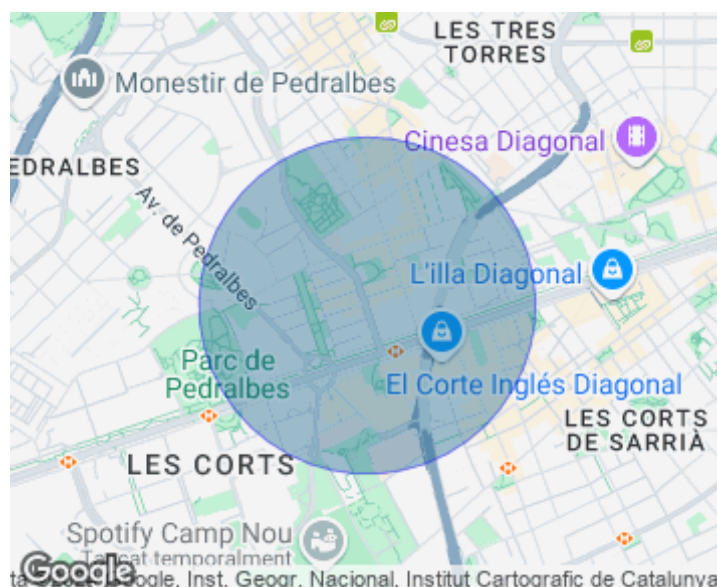 LES TRES
TORRES
Monestir de Pedralbes
Cinesa Diagonal
EDRALBES
Av. de Pedralbes
L'illa Diagonal
Parc de
Pedralbes
El Corte Inglés Diagonal
LES CORTS
DE SARRIÀ
LES CORTS
Spotify Camp Nou
Tancat temporalment
Google
oogle, Inst. Geogr. Nacional, Institut Cartografic de Catalunya